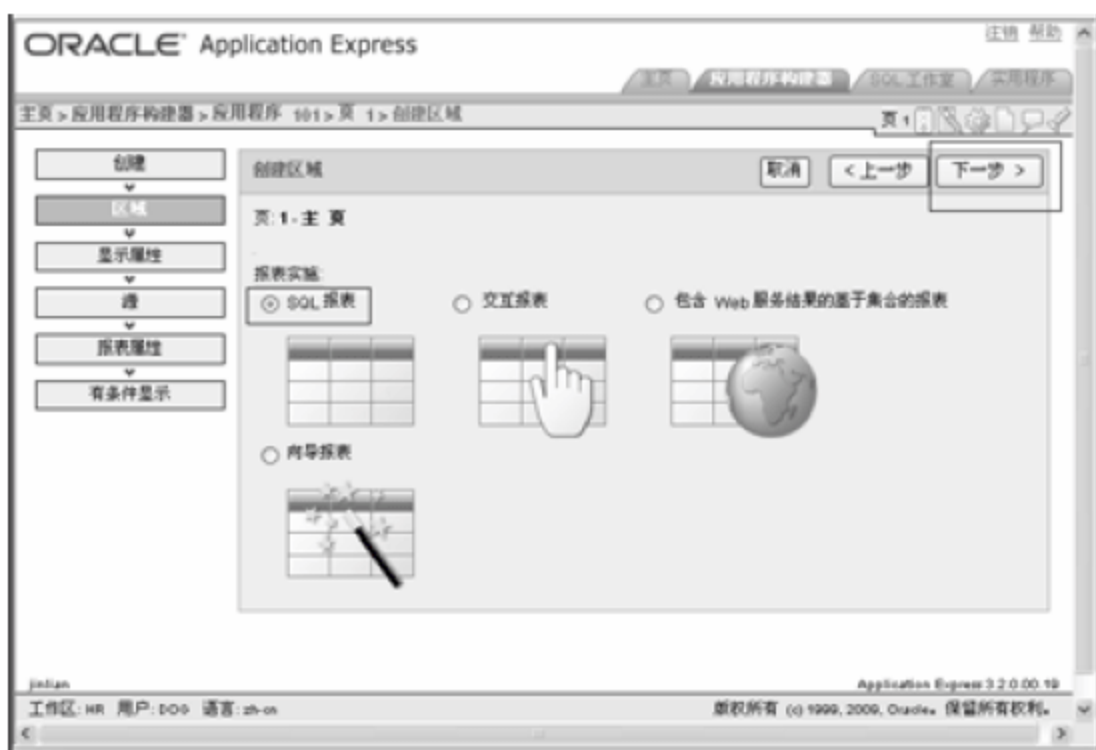 ORACLE Application Express
注销 帮助
主页 应用程序构建器 SQL 工作室 实用程序
主页 > 应用程序构建器 > 应用程序 101 > 页 1 > 创建区域
页 1
创建
区域
显示属性
源
报表属性
有条件显示
创建区域
取消
< 上一步
下一步 >
页: 1 - 主 页
报表实施:
SQL 报表
交互报表
包含 Web 服务结果的基于集合的报表
向导报表
jinlian
Application Express 3.2.0.00.19
工作区: HR 用户: DOG 语言: zh-cn
版权所有 (c) 1999, 2009, Oracle。保留所有权利。